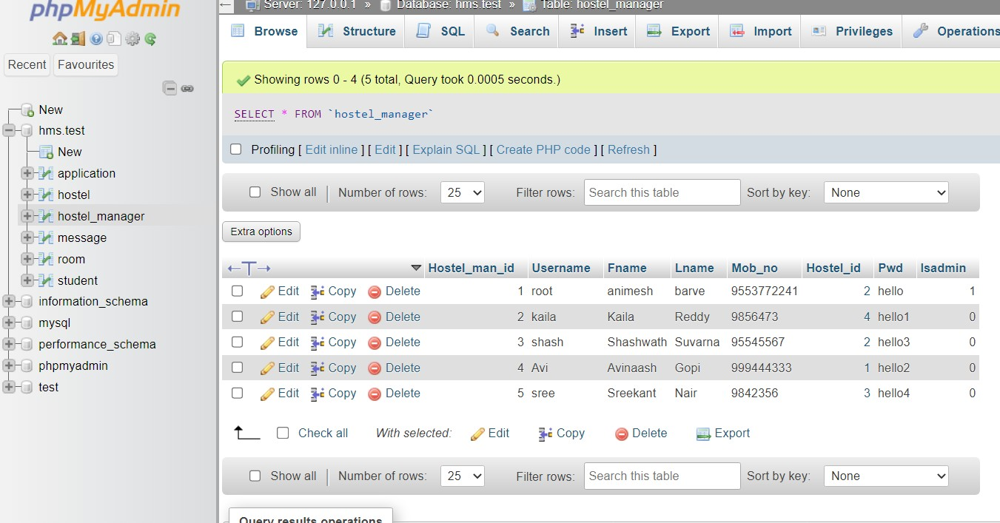 phpMyAdmin
Recent Favourites
New
hms.test
New
application
hostel
hostel_manager
message
room
student
information_schema
mysql
performance_schema
phpmyadmin
test
Server: 127.0.0.1 » Database: hms.test » Table: hostel_manager
Browse Structure SQL Search Insert Export Import Privileges Operations
Showing rows 0 - 4 (5 total, Query took 0.0005 seconds.)
SELECT * FROM `hostel_manager`
Profiling [ Edit inline ] [ Edit ] [ Explain SQL ] [ Create PHP code ] [ Refresh ]
Show all Number of rows: 25 Filter rows: Search this table Sort by key: None
Extra options
Hostel_man_id Username Fname Lname Mob_no Hostel_id Pwd Isadmin
Edit Copy Delete 1 root animesh barve 9553772241 2 hello 1
Edit Copy Delete 2 kaila Kaila Reddy 9856473 4 hello1 0
Edit Copy Delete 3 shash Shashwath Suvarna 95545567 2 hello3 0
Edit Copy Delete 4 Avi Avinaash Gopi 999444333 1 hello2 0
Edit Copy Delete 5 sree Sreekant Nair 9842356 3 hello4 0
Check all With selected: Edit Copy Delete Export
Show all Number of rows: 25 Filter rows: Search this table Sort by key: None
Query results operations